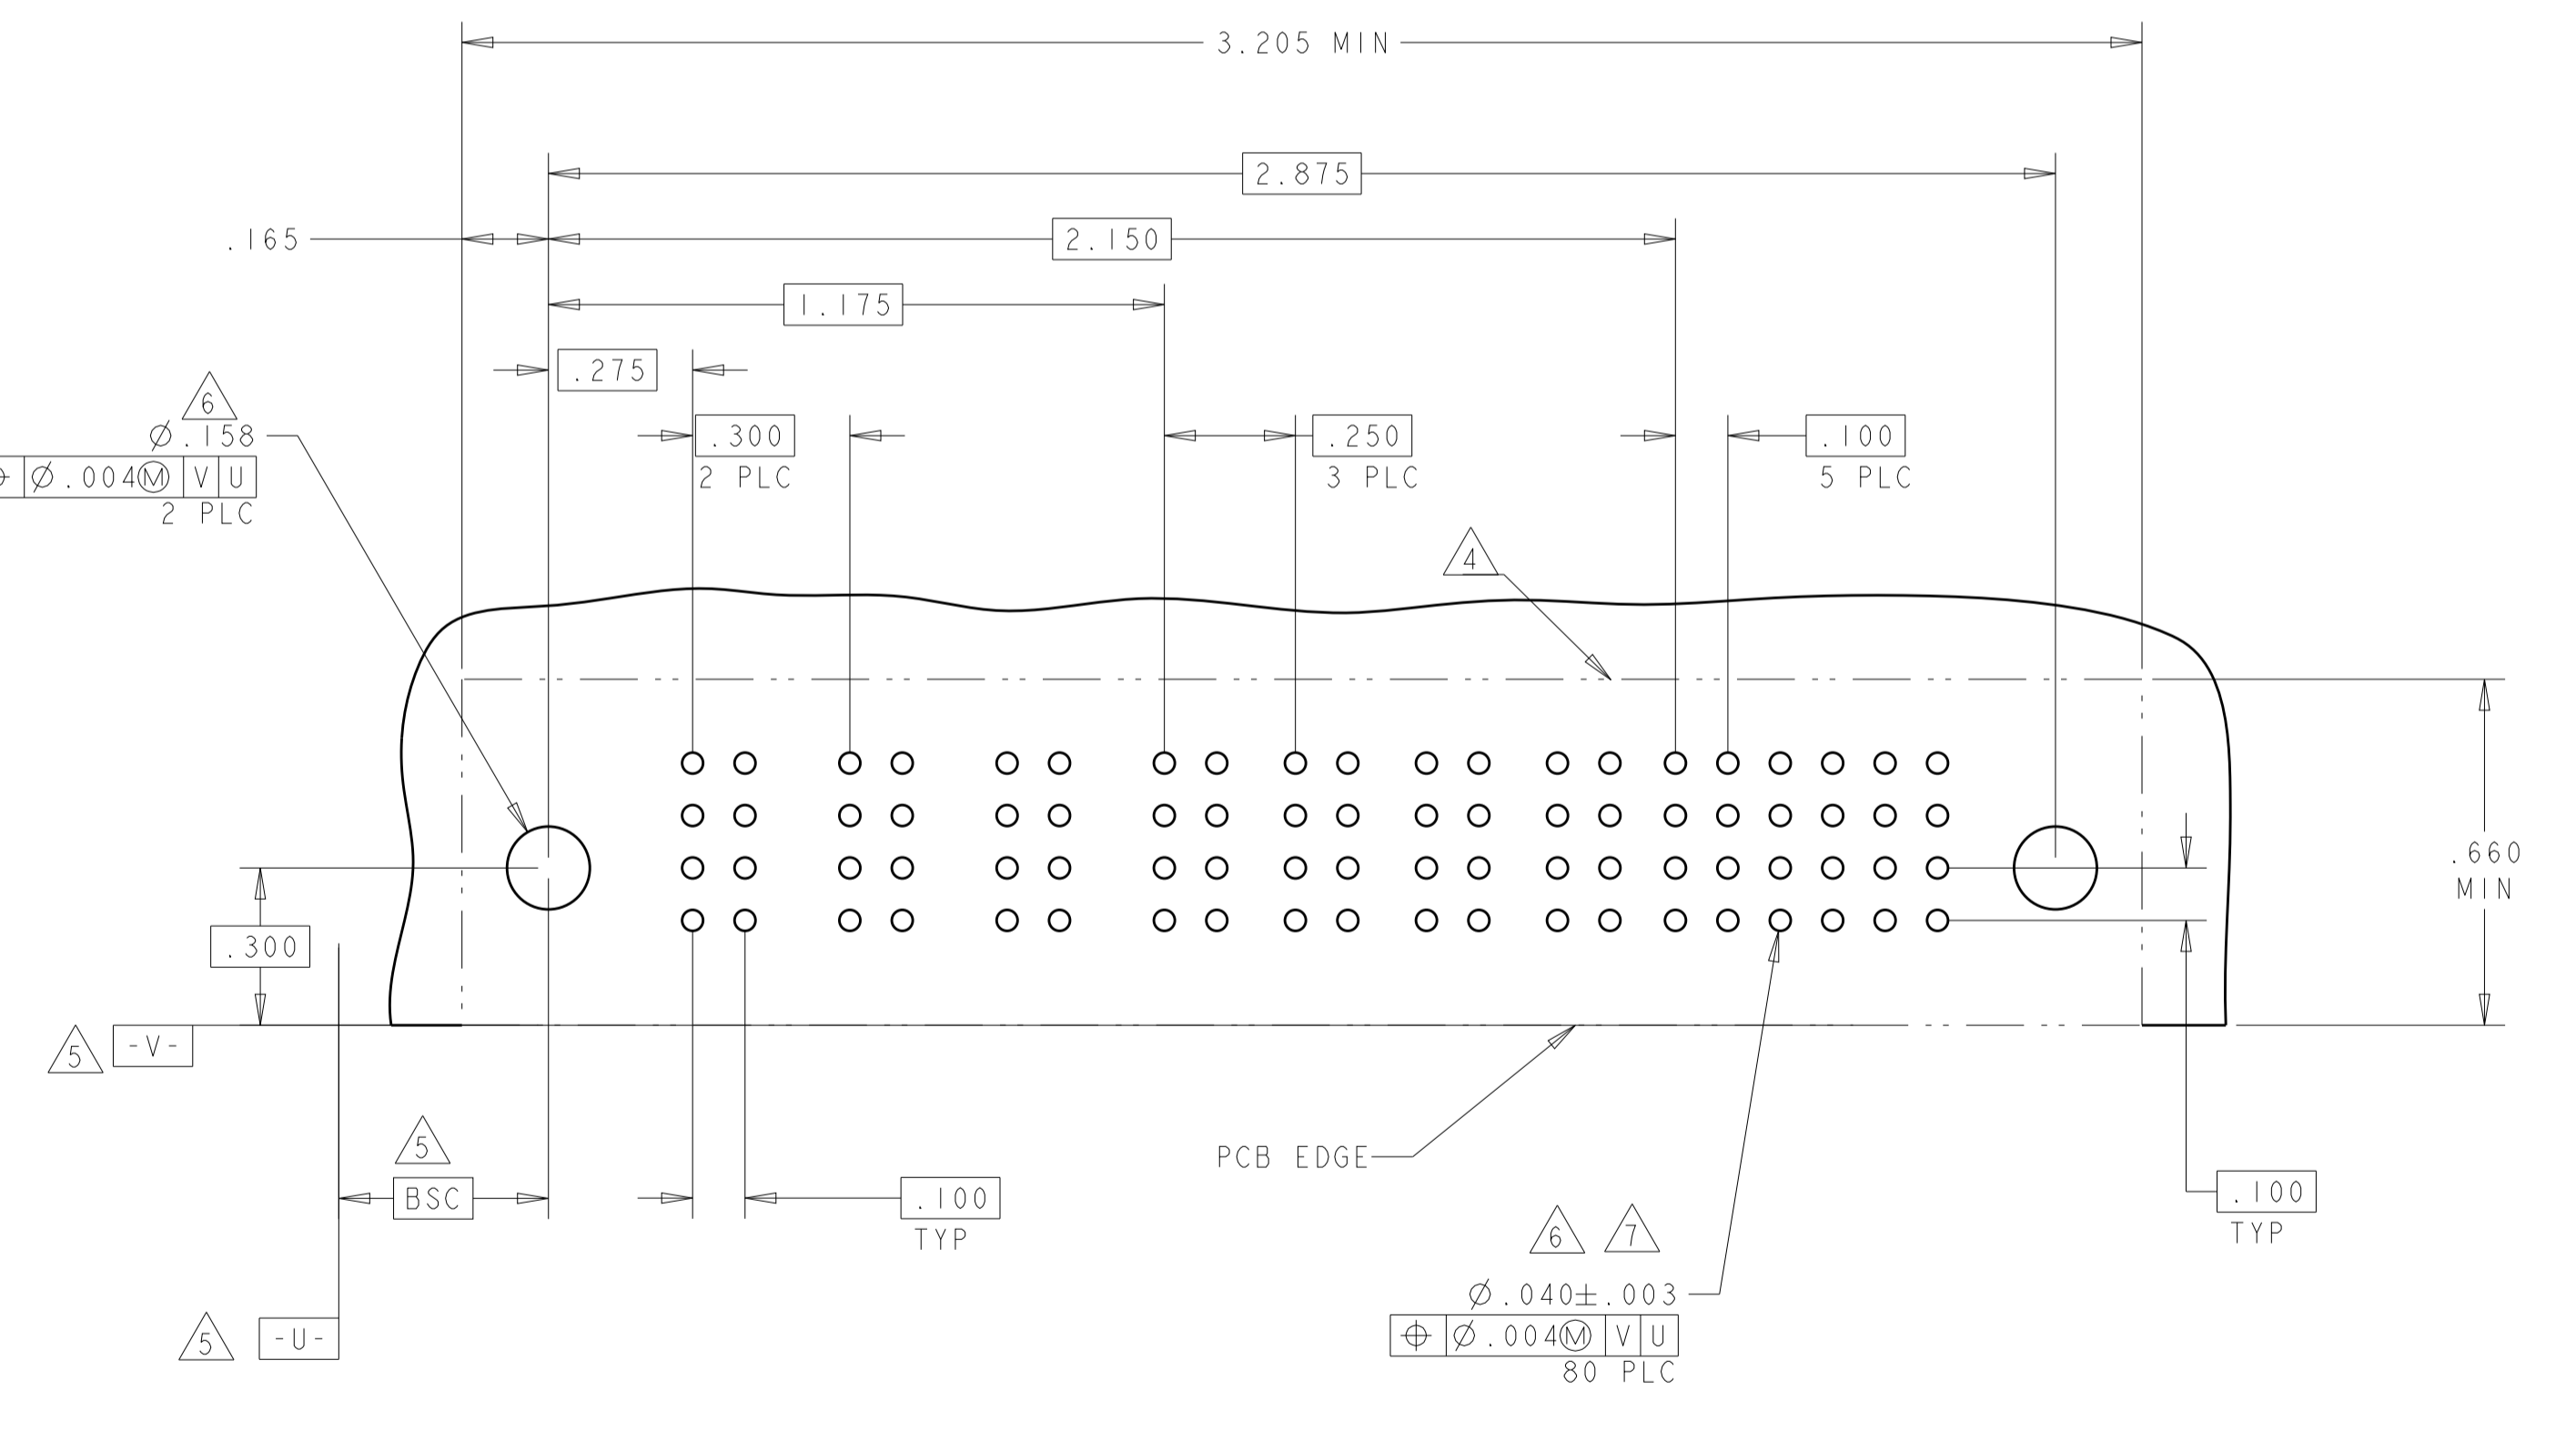 3.205 MIN
2.875
.165
2.150
1.175
.275
6
Ø.158
⌖ Ø.004Ⓜ V U
2 PLC
.300
2 PLC
.250
3 PLC
.100
5 PLC
4
.660
MIN
.300
5
-V-
5
BSC
PCB EDGE
.100
TYP
.100
TYP
6 7
Ø.040±.003
⌖ Ø.004Ⓜ V U
80 PLC
5
-U-